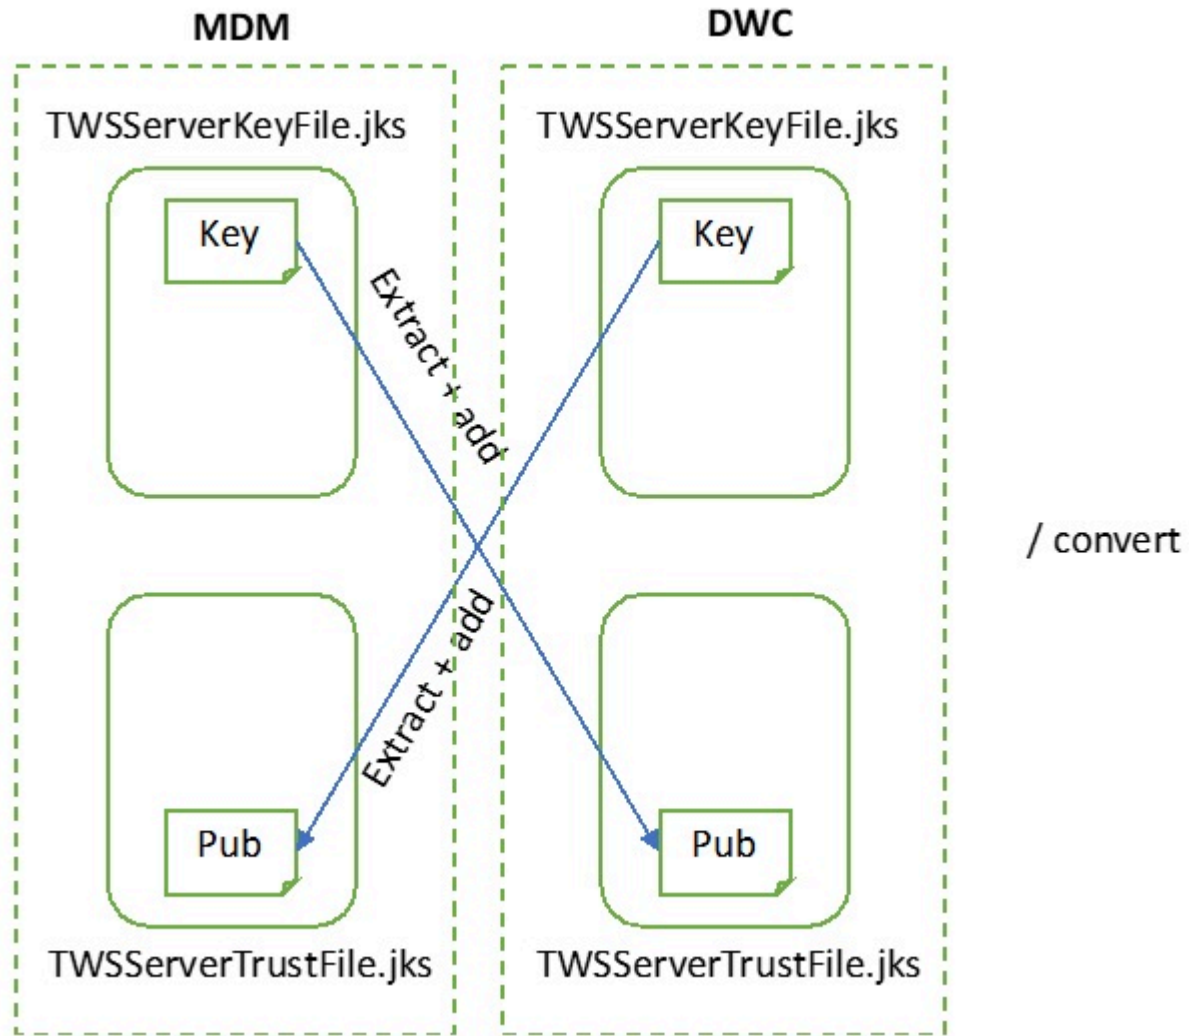 MDM
DWC
TWSServerKeyFile.jks
TWSServerKeyFile.jks
Key
Key
Extract + add
/ convert
Extract + add
Pub
Pub
TWSServerTrustFile.jks
TWSServerTrustFile.jks